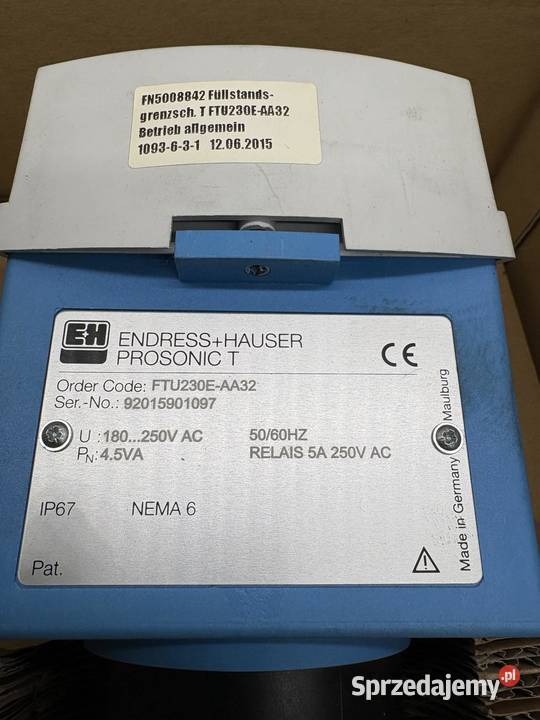 FN5008842 Füllstands-
grenzsch. T FTU230E-AA32
Betrieb allgemein
1093-6-3-1 12.06.2015
E+H ENDRESS+HAUSER
PROSONIC T
CE
Order Code: FTU230E-AA32
Ser.-No.: 92015901097
U : 180...250V AC 50/60HZ
PN: 4.5VA RELAIS 5A 250V AC
IP67 NEMA 6
Pat.
Made in Germany Maulburg
Sprzedajemy.pl